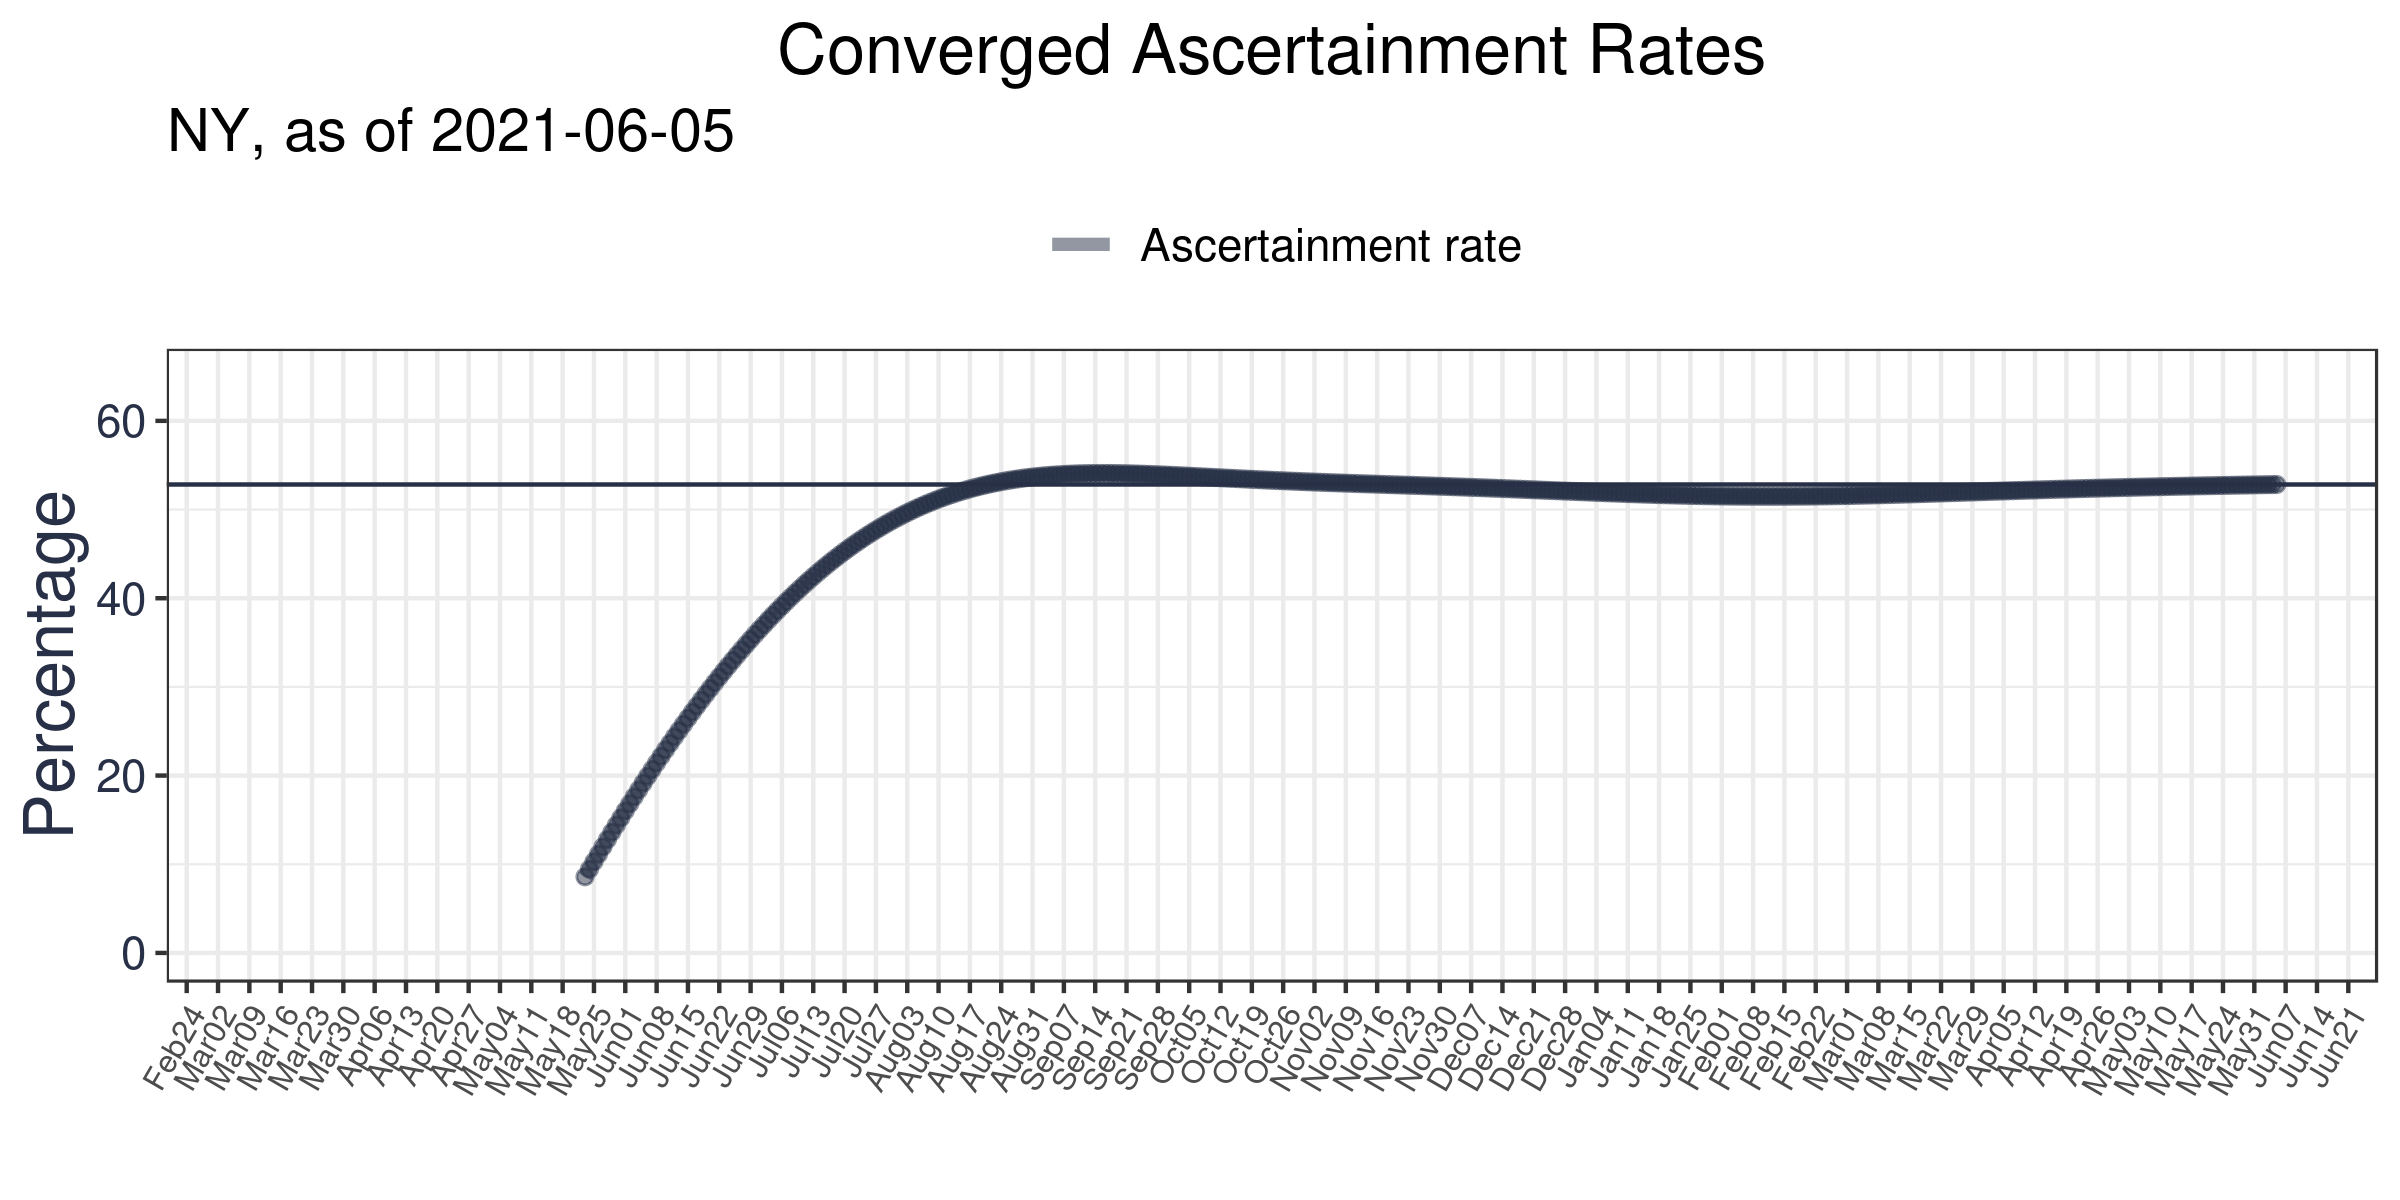 Converged Ascertainment Rates
NY, as of 2021-06-05
Ascertainment rate
Percentage
60
40
20
0
Feb24 Mar02 Mar09 Mar16 Mar23 Mar30 Apr06 Apr13 Apr20 Apr27 May04 May11 May18 May25 Jun01 Jun08 Jun15 Jun22 Jun29 Jul06 Jul13 Jul20 Jul27 Aug03 Aug10 Aug17 Aug24 Aug31 Sep07 Sep14 Sep21 Sep28 Oct05 Oct12 Oct19 Oct26 Nov02 Nov09 Nov16 Nov23 Nov30 Dec07 Dec14 Dec21 Dec28 Jan04 Jan11 Jan18 Jan25 Feb01 Feb08 Feb15 Feb22 Mar01 Mar08 Mar15 Mar22 Mar29 Apr05 Apr12 Apr19 Apr26 May03 May10 May17 May24 May31 Jun07 Jun14 Jun21